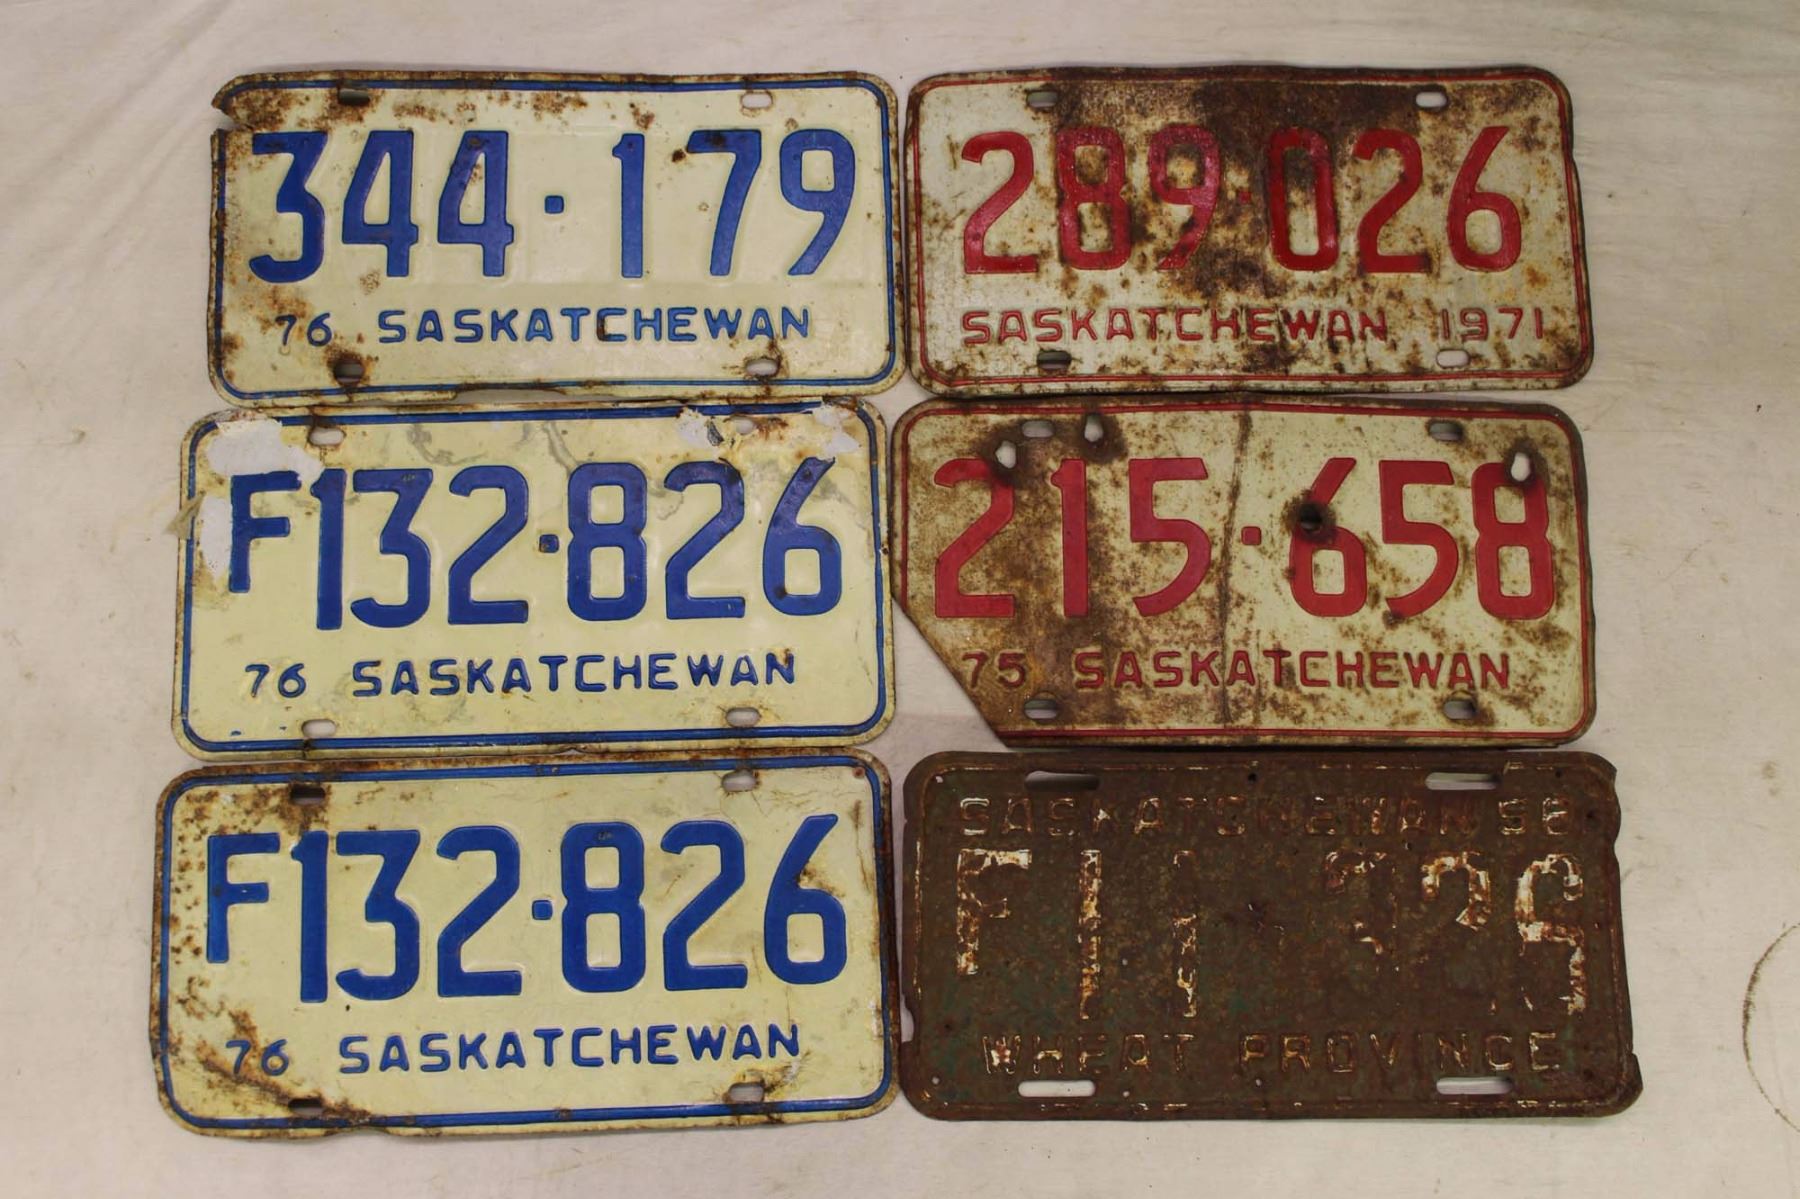 344·179
76 SASKATCHEWAN
F132·826
76 SASKATCHEWAN
F132·826
76 SASKATCHEWAN
289·026
SASKATCHEWAN 1971
215·658
75 SASKATCHEWAN
SASKATCHEWAN
WHEAT PROVINCE